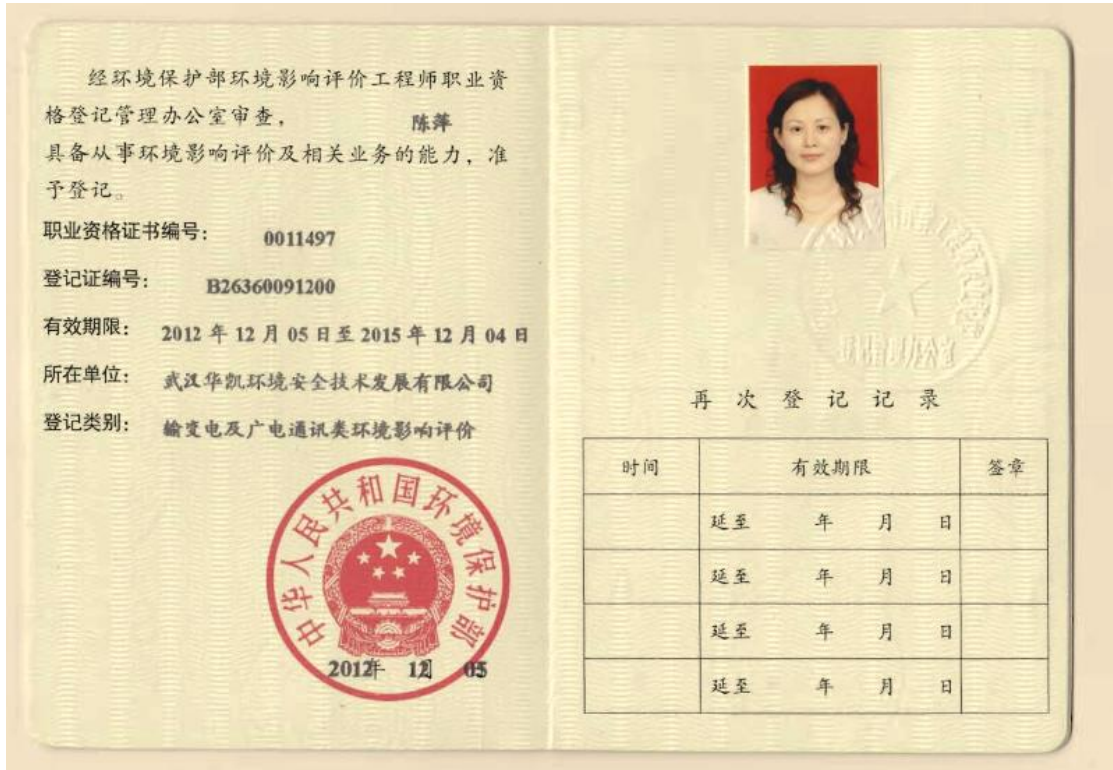 经环境保护部环境影响评价工程师职业资
格登记管理办公室审查， 陈萍
具备从事环境影响评价及相关业务的能力，准
予登记。
职业资格证书编号： 0011497
登记证编号： B26360091200
有效期限： 2012 年 12 月 05 日至 2015 年 12 月 04 日
所在单位： 武汉华凯环境安全技术发展有限公司
登记类别： 输变电及广电通讯类环境影响评价
中华人民共和国环境保护部
2012年 12月 05
再次登记记录
时间 有效期限 签章
延至 年 月 日
延至 年 月 日
延至 年 月 日
延至 年 月 日